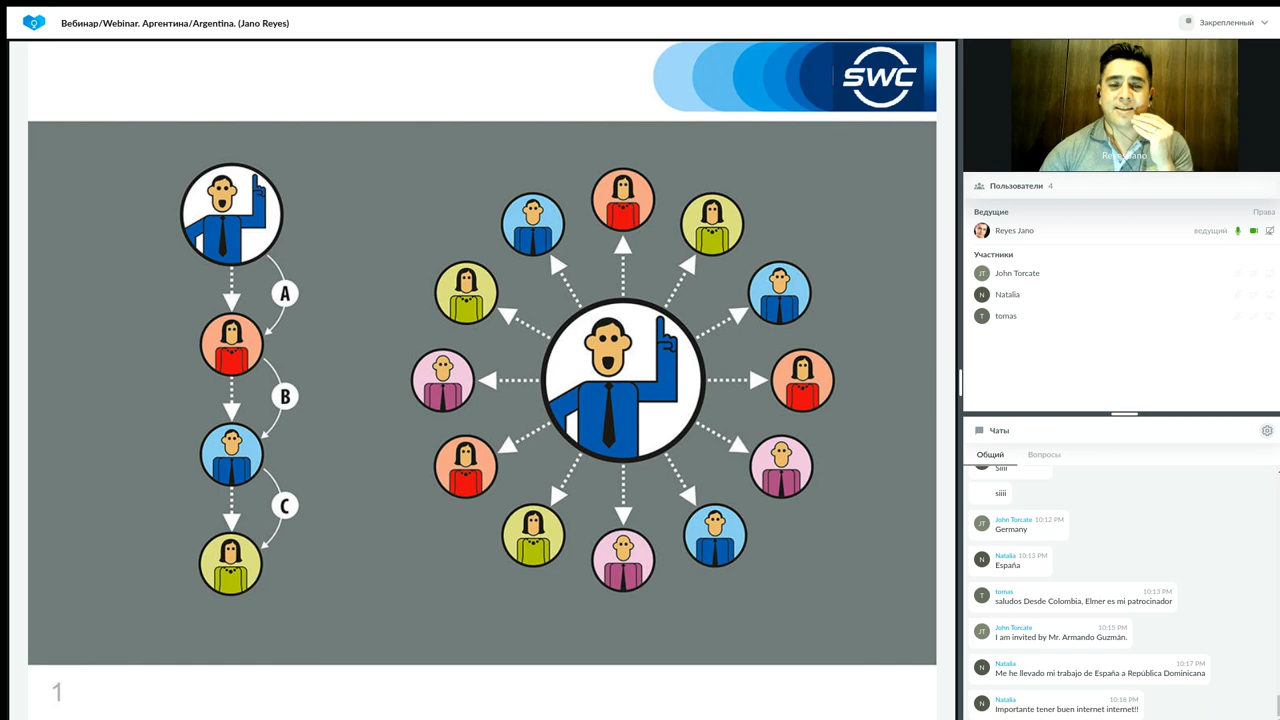 Вебинар/Webinar. Аргентина/Argentina. (Jano Reyes)
Закрепленный
SWC
A
B
C
1
Reyes Jano
Пользователи 4
Ведущие
Права
Reyes Jano
ведущий
Участники
JT
John Torcate
N
Natalia
T
tomas
Чаты
Общий
Вопросы
Siiii
siiii
JT
John Torcate 10:12 PM
Germany
N
Natalia 10:13 PM
España
T
tomas 10:13 PM
saludos Desde Colombia, Elmer es mi patrocinador
JT
John Torcate 10:15 PM
I am invited by Mr. Armando Guzmán.
N
Natalia 10:17 PM
Me he llevado mi trabajo de España a República Dominicana
N
Natalia 10:18 PM
Importante tener buen internet internet!!